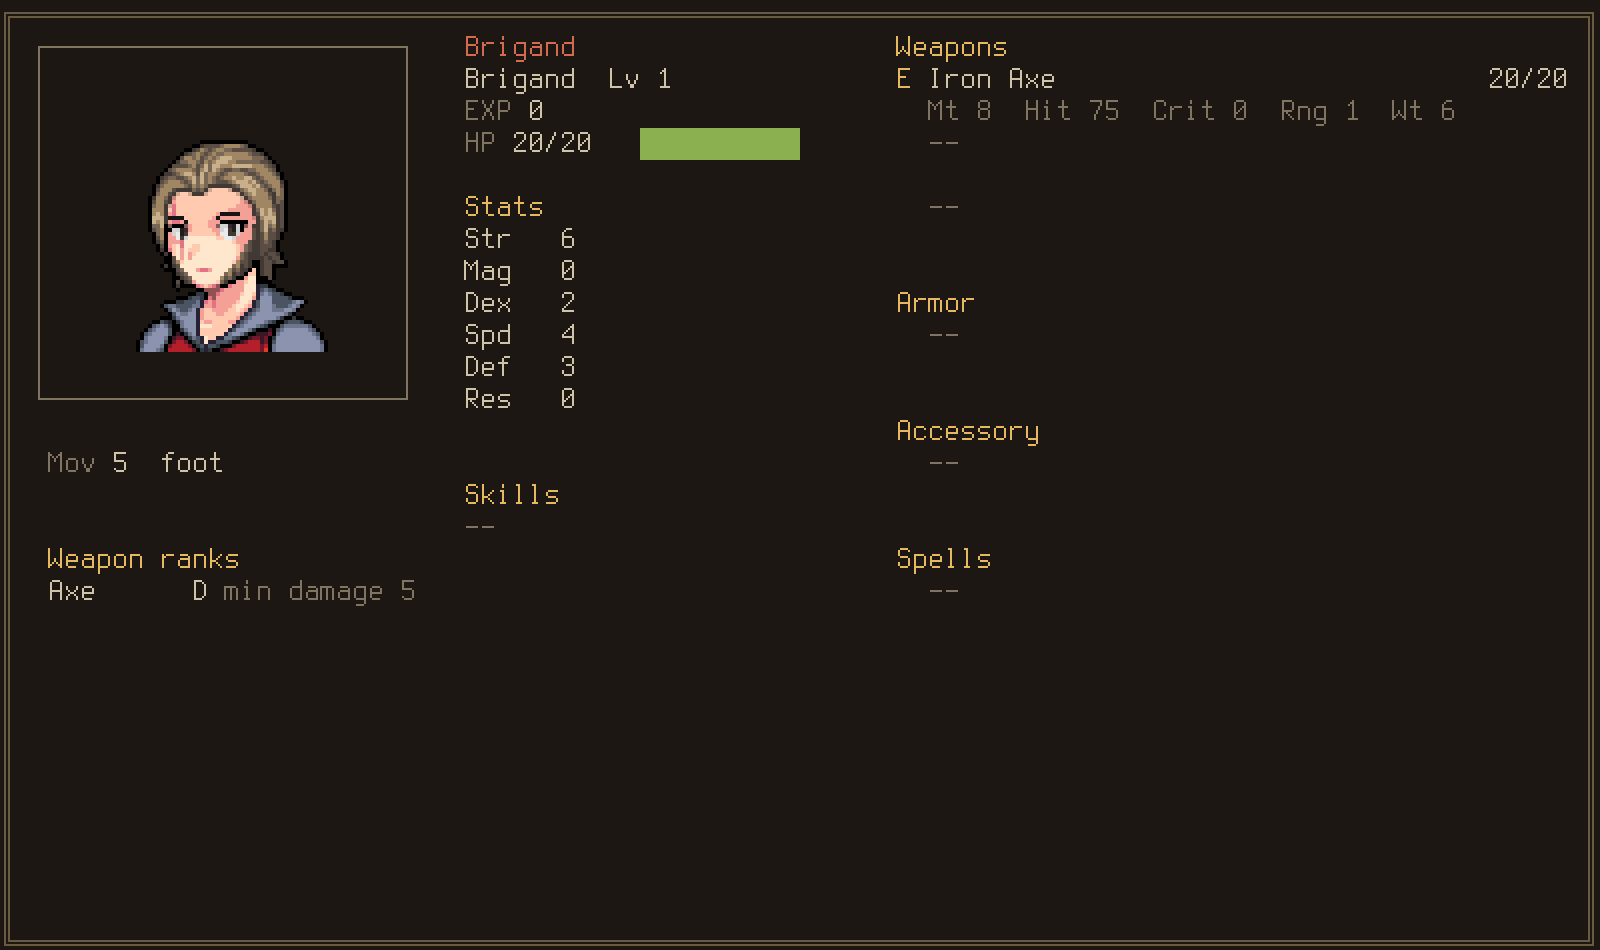 Brigand
Brigand Lv 1
EXP 0
HP 20/20
Stats
Str 6
Mag 0
Dex 2
Spd 4
Def 3
Res 0
Skills
--
Mov 5 foot
Weapon ranks
Axe D min damage 5
Weapons
E Iron Axe 20/20
Mt 8 Hit 75 Crit 0 Rng 1 Wt 6
--
--
Armor
--
Accessory
--
Spells
--